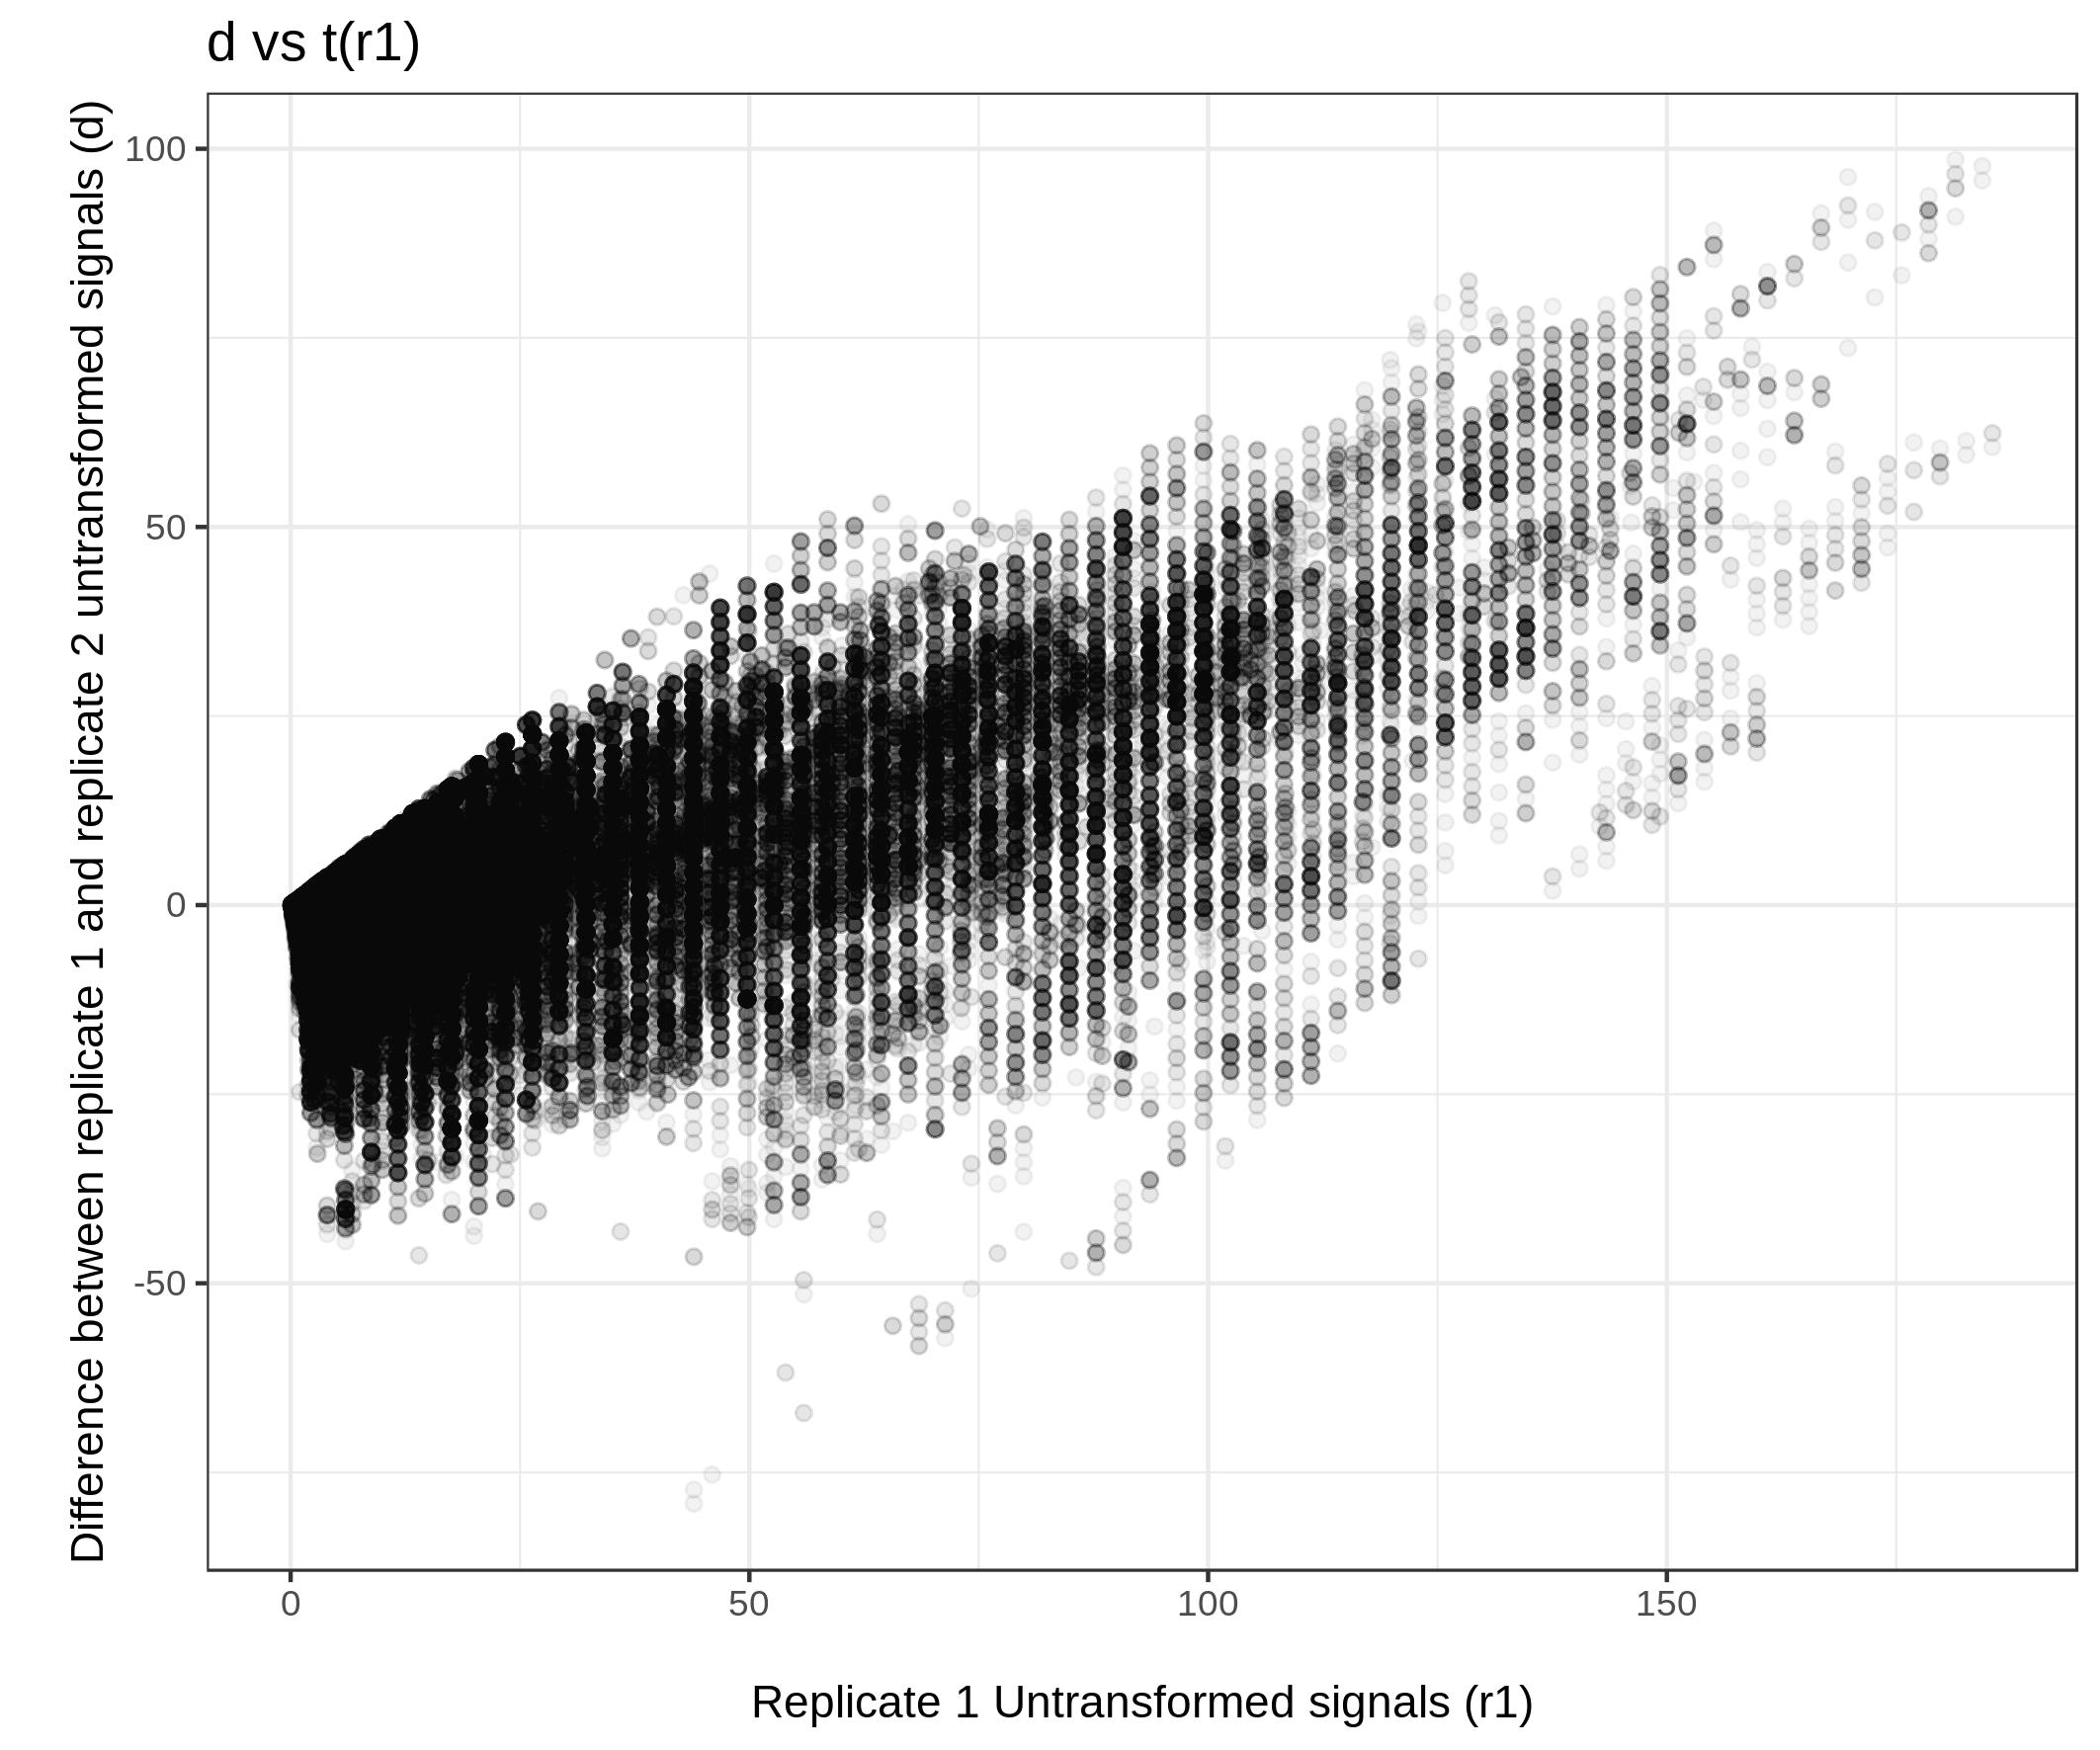 d vs t(r1)
Difference between replicate 1 and replicate 2 untransformed signals (d)
100
50
0
-50
0
50
100
150
Replicate 1 Untransformed signals (r1)